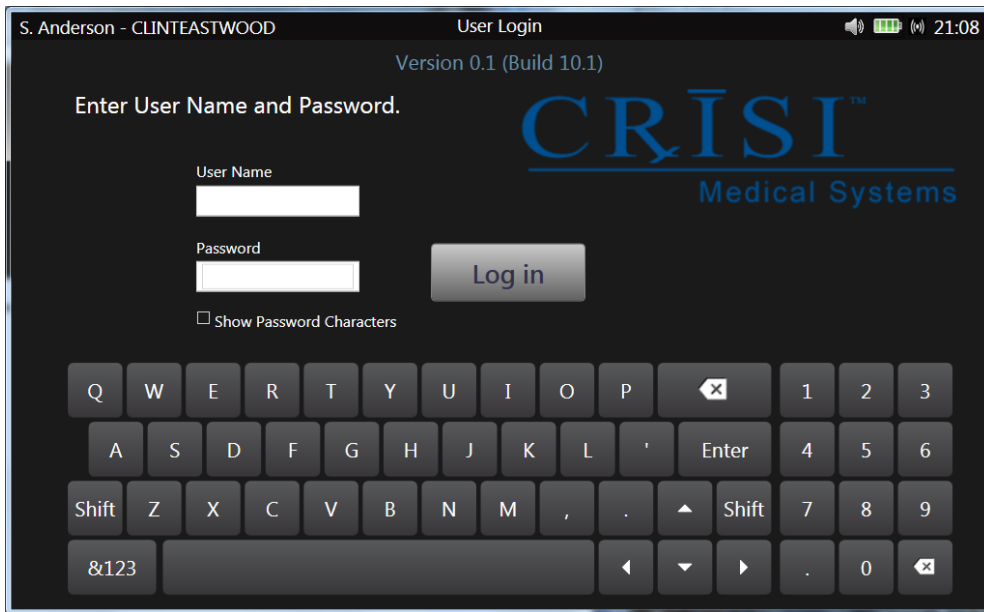 S. Anderson - CLINTEASTWOOD User Login 21:08
Version 0.1 (Build 10.1)
Enter User Name and Password.
CRĪSI™
Medical Systems
User Name
Password
Log in
Show Password Characters
Q W E R T Y U I O P 1 2 3
A S D F G H J K L ' Enter 4 5 6
Shift Z X C V B N M , . Shift 7 8 9
&123 . 0